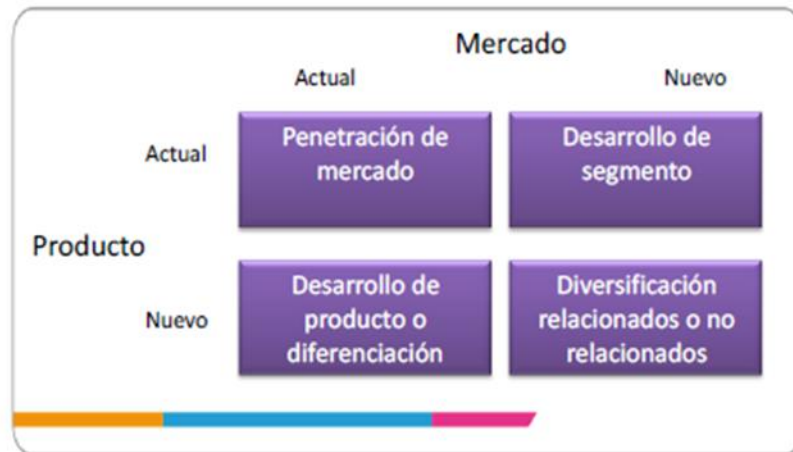 Mercado
Actual
Nuevo
Actual
Penetración de
mercado
Desarrollo de
segmento
Producto
Nuevo
Desarrollo de
producto o
diferenciación
Diversificación
relacionados o no
relacionados